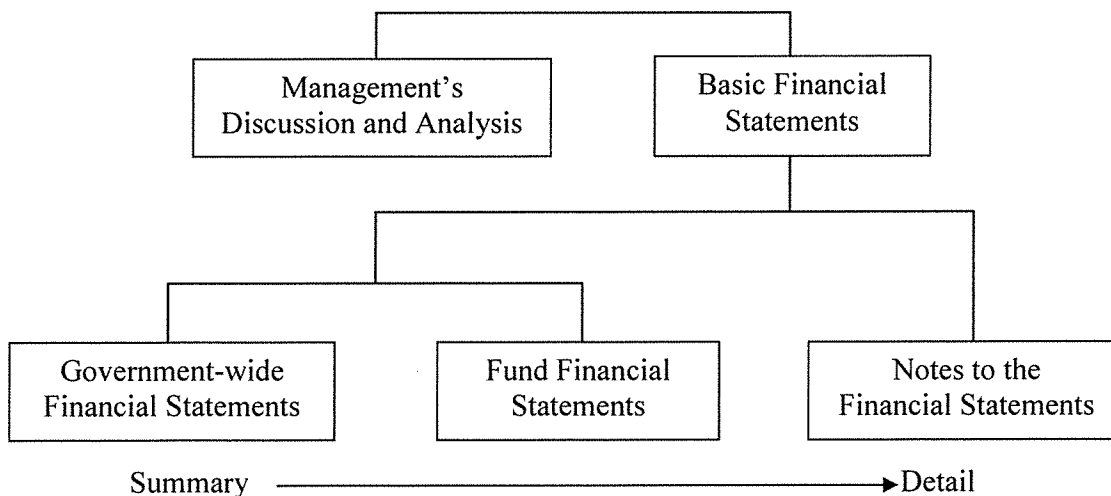 Management’s
Discussion and Analysis
Basic Financial
Statements
Government-wide
Financial Statements
Fund Financial
Statements
Notes to the
Financial Statements
Summary
Detail